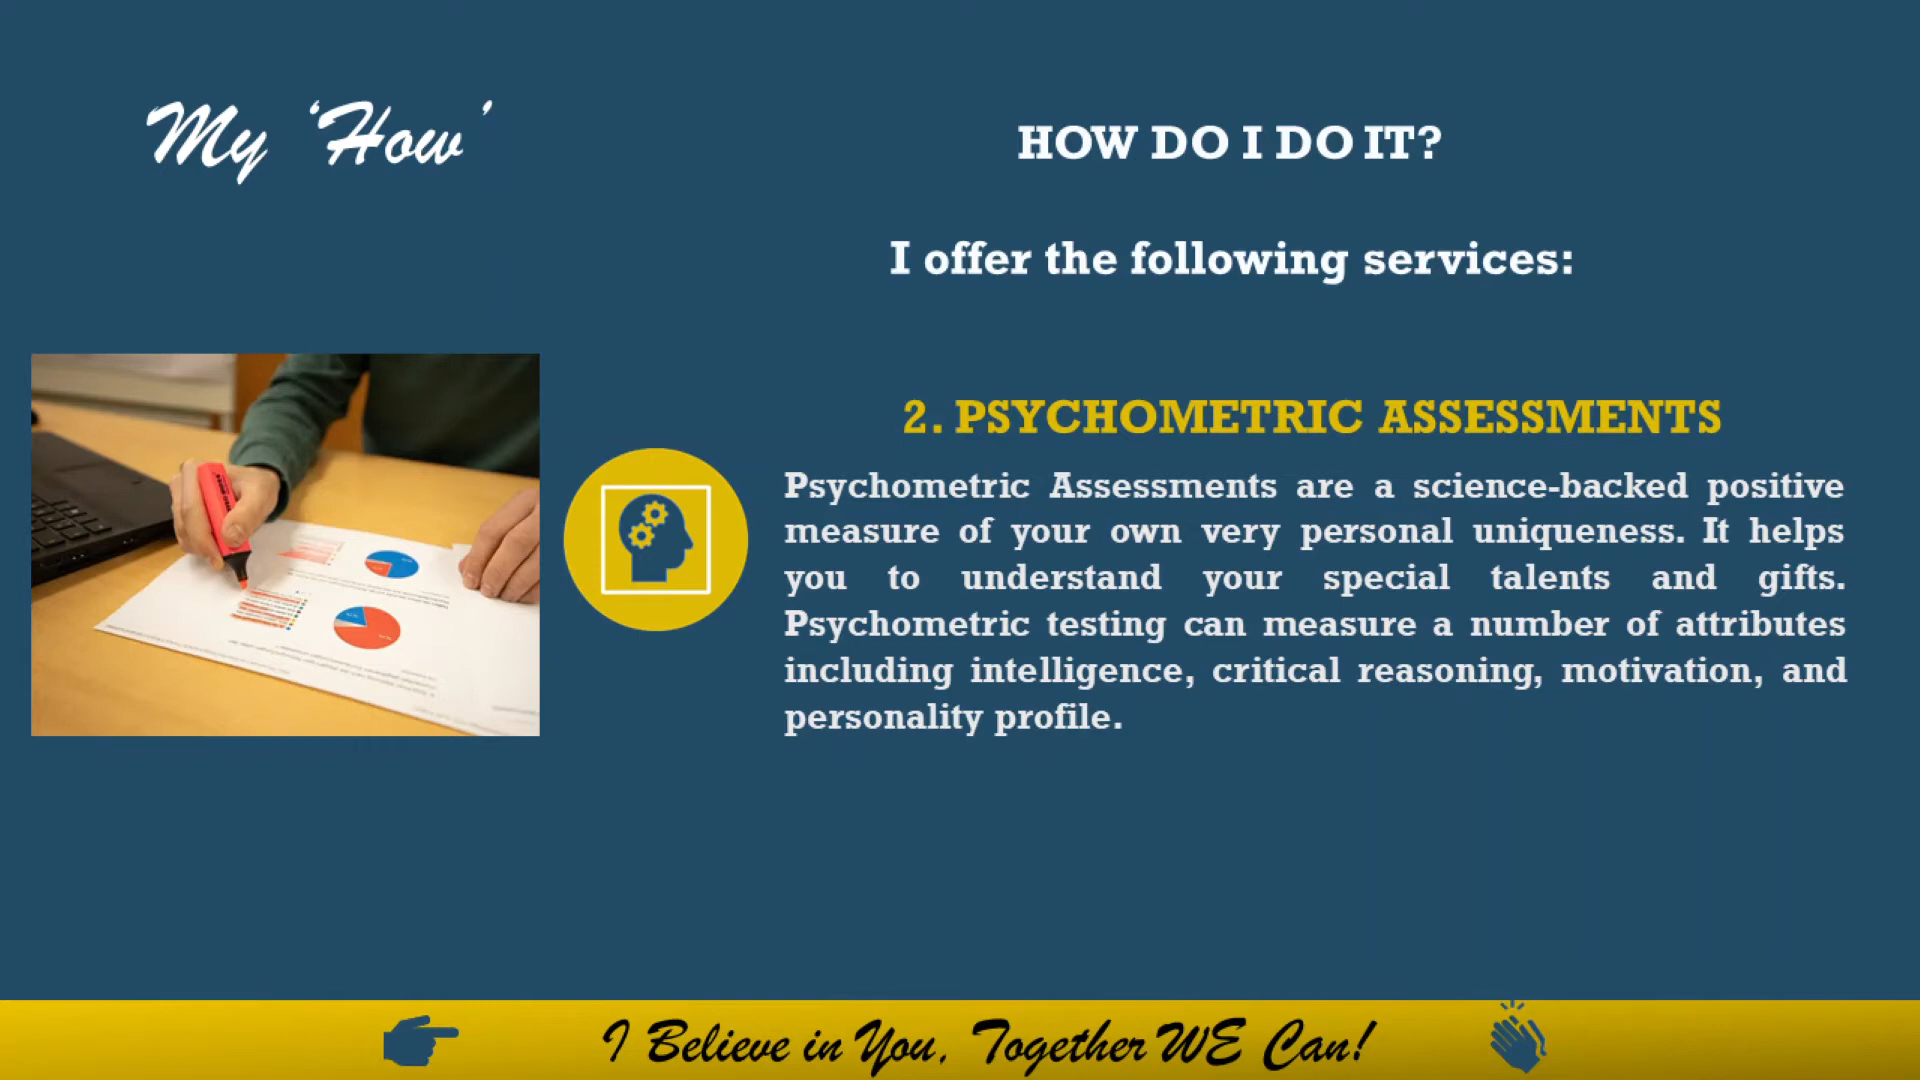 My ‘How’
HOW DO I DO IT?
I offer the following services:
2. PSYCHOMETRIC ASSESSMENTS
Psychometric Assessments are a science-backed positive
measure of your own very personal uniqueness. It helps
you to understand your special talents and gifts.
Psychometric testing can measure a number of attributes
including intelligence, critical reasoning, motivation, and
personality profile.
I Believe in You, Together WE Can!